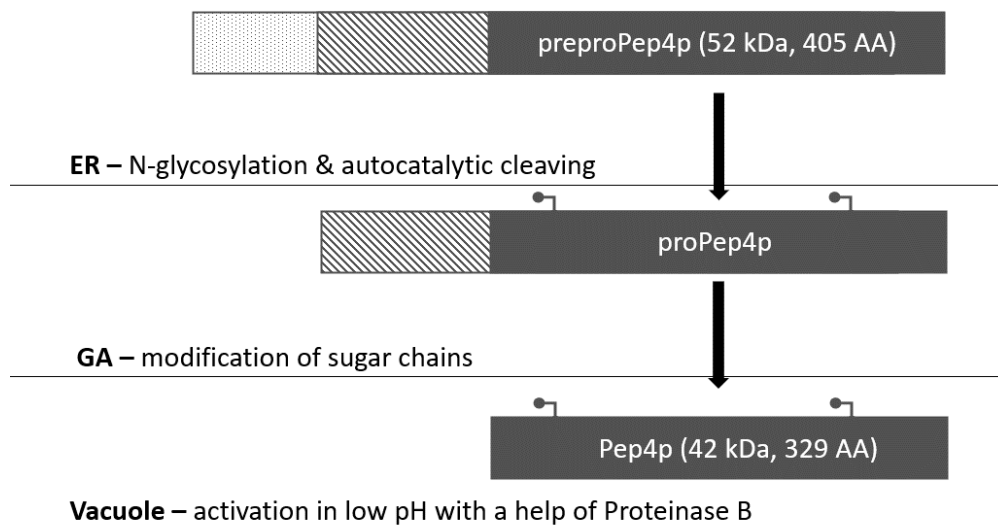 preproPep4p (52 kDa, 405 AA)
ER – N-glycosylation & autocatalytic cleaving
proPep4p
GA – modification of sugar chains
Pep4p (42 kDa, 329 AA)
Vacuole – activation in low pH with a help of Proteinase B